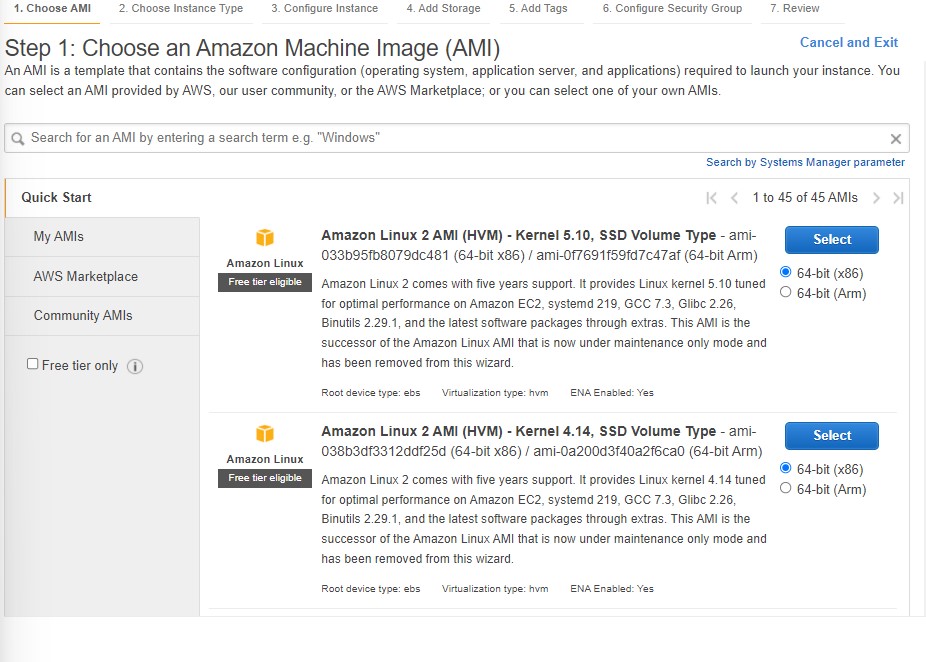 1. Choose AMI 2. Choose Instance Type 3. Configure Instance 4. Add Storage 5. Add Tags 6. Configure Security Group 7. Review
Step 1: Choose an Amazon Machine Image (AMI)
Cancel and Exit
An AMI is a template that contains the software configuration (operating system, application server, and applications) required to launch your instance. You
can select an AMI provided by AWS, our user community, or the AWS Marketplace; or you can select one of your own AMIs.
Search for an AMI by entering a search term e.g. "Windows"
Search by Systems Manager parameter
Quick Start
My AMIs
AWS Marketplace
Community AMIs
Free tier only
1 to 45 of 45 AMIs
Amazon Linux
Free tier eligible
Amazon Linux 2 AMI (HVM) - Kernel 5.10, SSD Volume Type - ami-
033b95fb8079dc481 (64-bit x86) / ami-0f7691f59fd7c47af (64-bit Arm)
Amazon Linux 2 comes with five years support. It provides Linux kernel 5.10 tuned
for optimal performance on Amazon EC2, systemd 219, GCC 7.3, Glibc 2.26,
Binutils 2.29.1, and the latest software packages through extras. This AMI is the
successor of the Amazon Linux AMI that is now under maintenance only mode and
has been removed from this wizard.
Root device type: ebs Virtualization type: hvm ENA Enabled: Yes
Select
64-bit (x86)
64-bit (Arm)
Amazon Linux
Free tier eligible
Amazon Linux 2 AMI (HVM) - Kernel 4.14, SSD Volume Type - ami-
038b3df3312ddf25d (64-bit x86) / ami-0a200d3f40a2f6ca0 (64-bit Arm)
Amazon Linux 2 comes with five years support. It provides Linux kernel 4.14 tuned
for optimal performance on Amazon EC2, systemd 219, GCC 7.3, Glibc 2.26,
Binutils 2.29.1, and the latest software packages through extras. This AMI is the
successor of the Amazon Linux AMI that is now under maintenance only mode and
has been removed from this wizard.
Root device type: ebs Virtualization type: hvm ENA Enabled: Yes
Select
64-bit (x86)
64-bit (Arm)